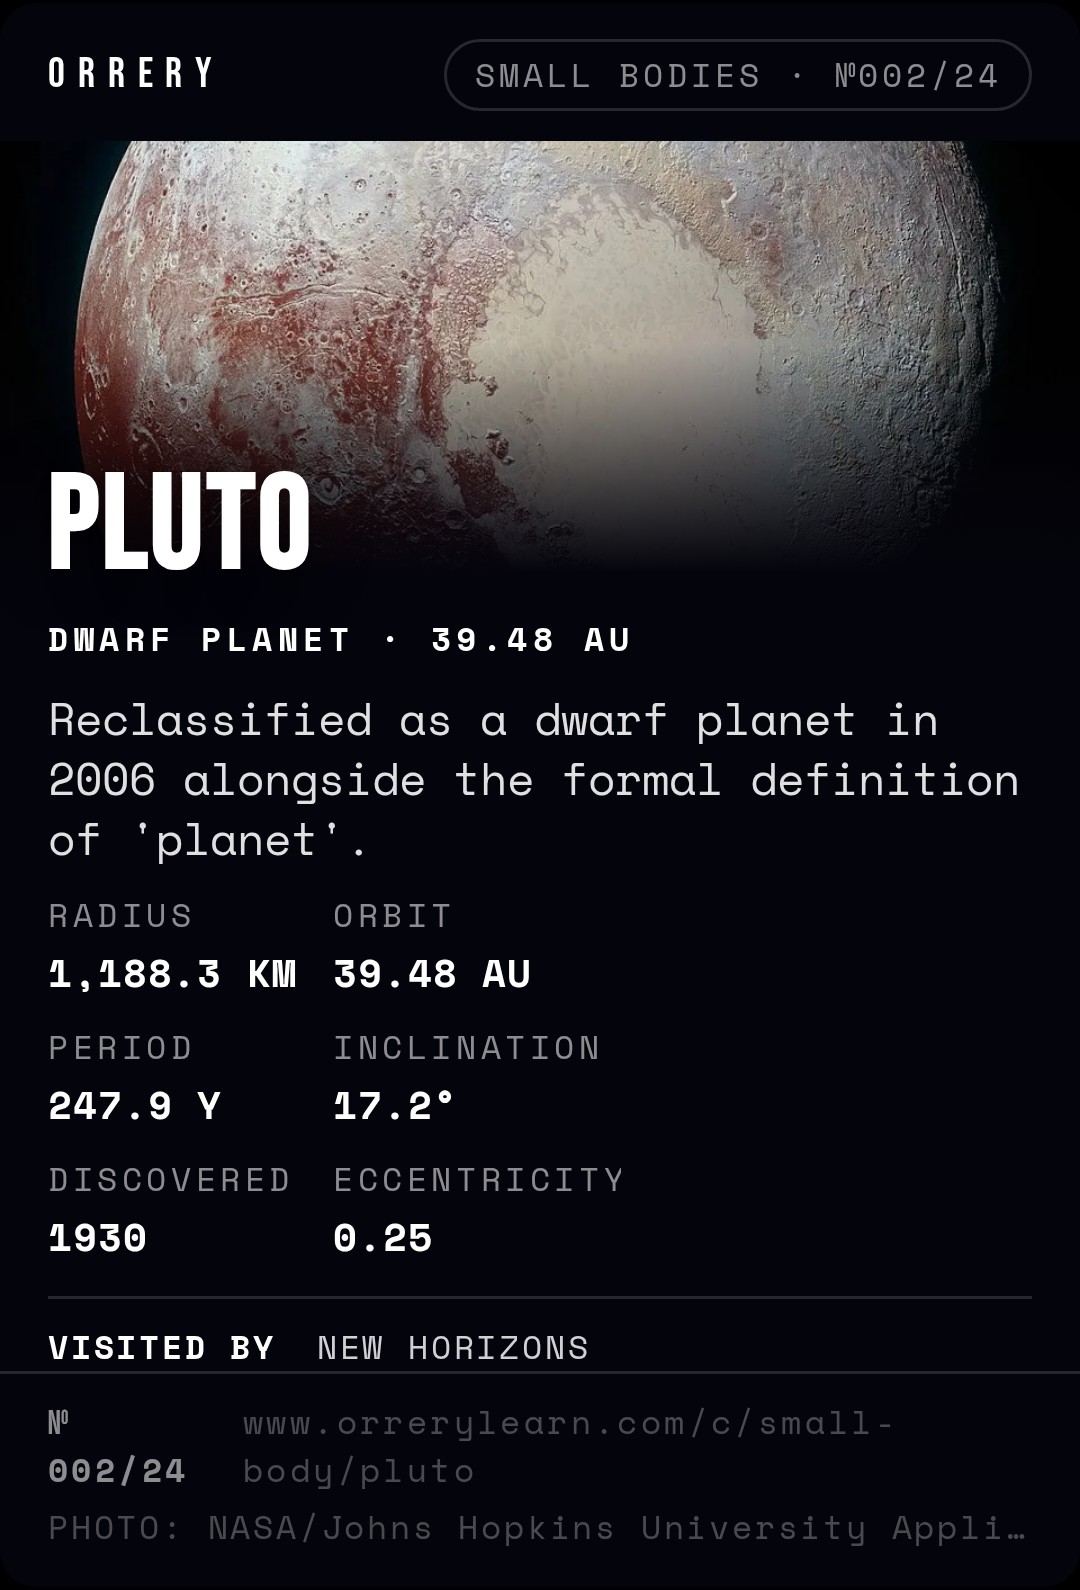 ORRERY
SMALL BODIES · №002/24
PLUTO
DWARF PLANET · 39.48 AU
Reclassified as a dwarf planet in
2006 alongside the formal definition
of 'planet'.
RADIUS ORBIT
1,188.3 KM 39.48 AU
PERIOD INCLINATION
247.9 Y 17.2°
DISCOVERED ECCENTRICITY
1930 0.25
VISITED BY NEW HORIZONS
№ www.orrerylearn.com/c/small-
002/24 body/pluto
PHOTO: NASA/Johns Hopkins University Appli…